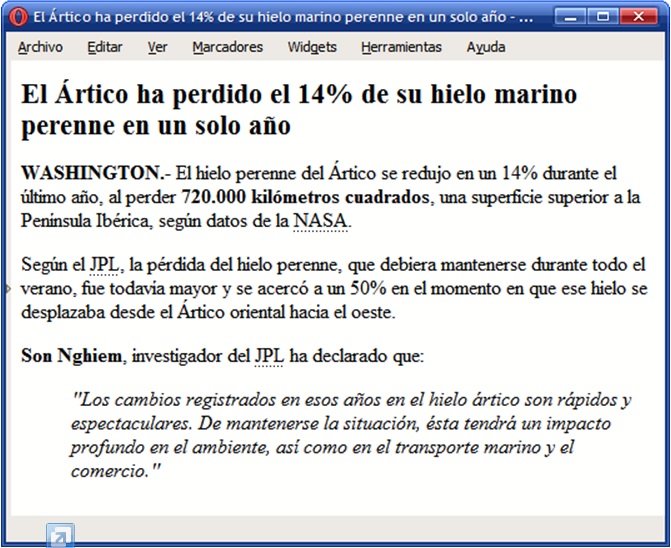 El Ártico ha perdido el 14% de su hielo marino perenne en un solo año - ...
Archivo Editar Ver Marcadores Widgets Herramientas Ayuda
El Ártico ha perdido el 14% de su hielo marino
perenne en un solo año
WASHINGTON.- El hielo perenne del Ártico se redujo en un 14% durante el
último año, al perder 720.000 kilómetros cuadrados, una superficie superior a la
Peninsula Ibérica, según datos de la NASA.
Según el JPL, la pérdida del hielo perenne, que debiera mantenerse durante todo el
verano, fue todavia mayor y se acercó a un 50% en el momento en que ese hielo se
desplazaba desde el Ártico oriental hacia el oeste.
Son Nghiem, investigador del JPL ha declarado que:
"Los cambios registrados en esos años en el hielo ártico son rápidos y
espectaculares. De mantenerse la situación, ésta tendrá un impacto
profundo en el ambiente, así como en el transporte marino y el
comercio."